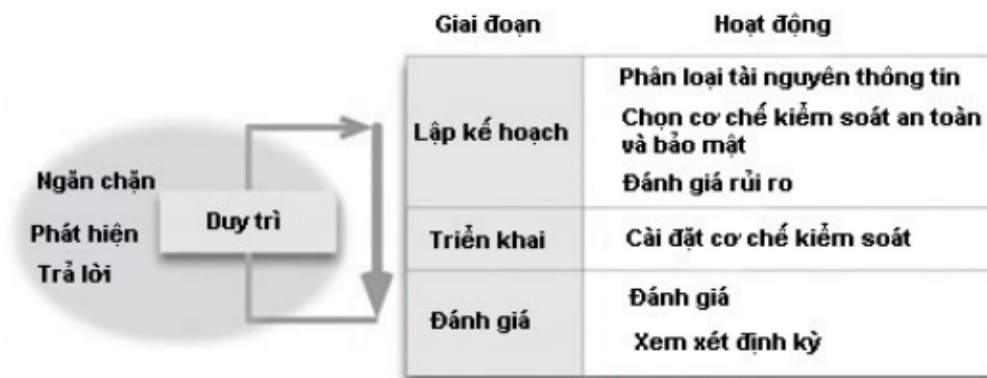 Giai đoạn
Hoạt động
Ngăn chặn
Phát hiện
Trả lời
Duy trì
Lập kế hoạch
Phân loại tài nguyên thông tin
Chọn cơ chế kiểm soát an toàn
và bảo mật
Đánh giá rủi ro
Triển khai
Cài đặt cơ chế kiểm soát
Đánh giá
Đánh giá
Xem xét định kỳ